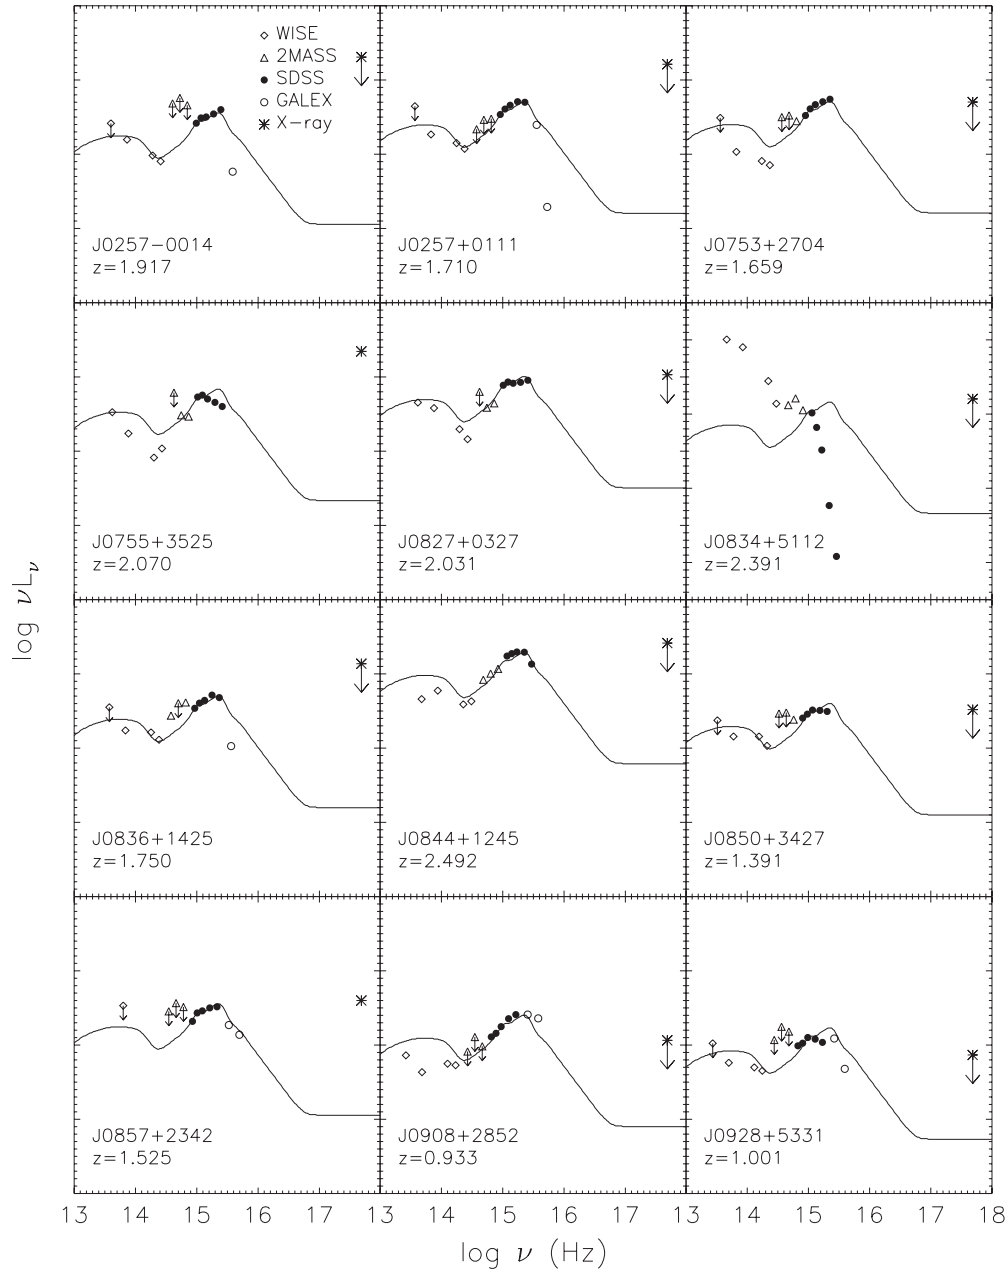 WISE
2MASS
SDSS
GALEX
X-ray
J0257-0014
z=1.917
J0257+0111
z=1.710
J0753+2704
z=1.659
J0755+3525
z=2.070
J0827+0327
z=2.031
J0834+5112
z=2.391
log νLν
J0836+1425
z=1.750
J0844+1245
z=2.492
J0850+3427
z=1.391
J0857+2342
z=1.525
J0908+2852
z=0.933
J0928+5331
z=1.001
13 14 15 16 17 13 14 15 16 17 13 14 15 16 17 18
log ν (Hz)